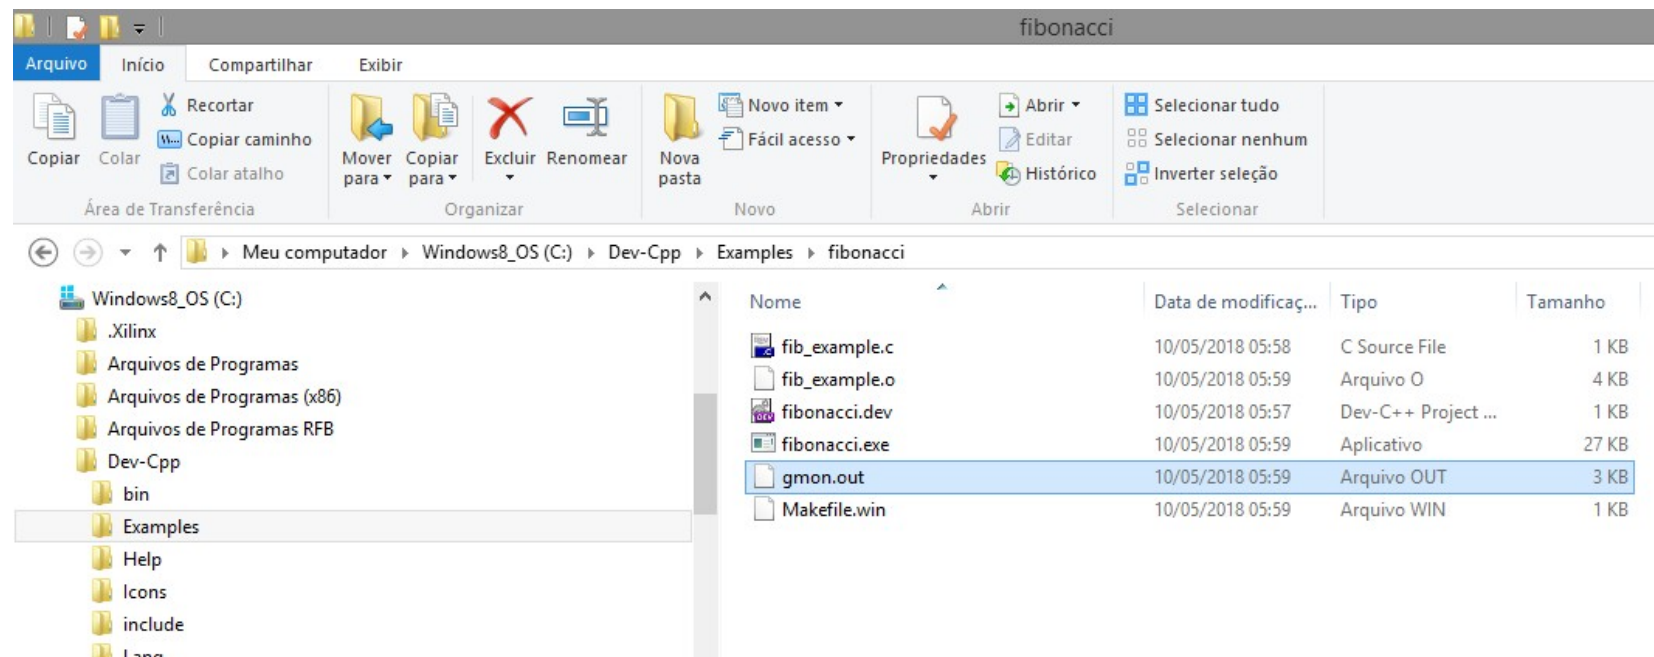 fibonacci
Arquivo Início Compartilhar Exibir
Copiar
Colar
Recortar
Copiar caminho
Colar atalho
Área de Transferência
Mover para
Copiar para
Excluir
Renomear
Organizar
Nova pasta
Novo item
Fácil acesso
Novo
Propriedades
Abrir
Editar
Histórico
Abrir
Selecionar tudo
Selecionar nenhum
Inverter seleção
Selecionar
Meu computador Windows8_OS (C:) Dev-Cpp Examples fibonacci
Windows8_OS (C:)
.Xilinx
Arquivos de Programas
Arquivos de Programas (x86)
Arquivos de Programas RFB
Dev-Cpp
bin
Examples
Help
Icons
include
Lang
Nome Data de modificaç... Tipo Tamanho
fib_example.c 10/05/2018 05:58 C Source File 1 KB
fib_example.o 10/05/2018 05:59 Arquivo O 4 KB
fibonacci.dev 10/05/2018 05:57 Dev-C++ Project ... 1 KB
fibonacci.exe 10/05/2018 05:59 Aplicativo 27 KB
gmon.out 10/05/2018 05:59 Arquivo OUT 3 KB
Makefile.win 10/05/2018 05:59 Arquivo WIN 1 KB